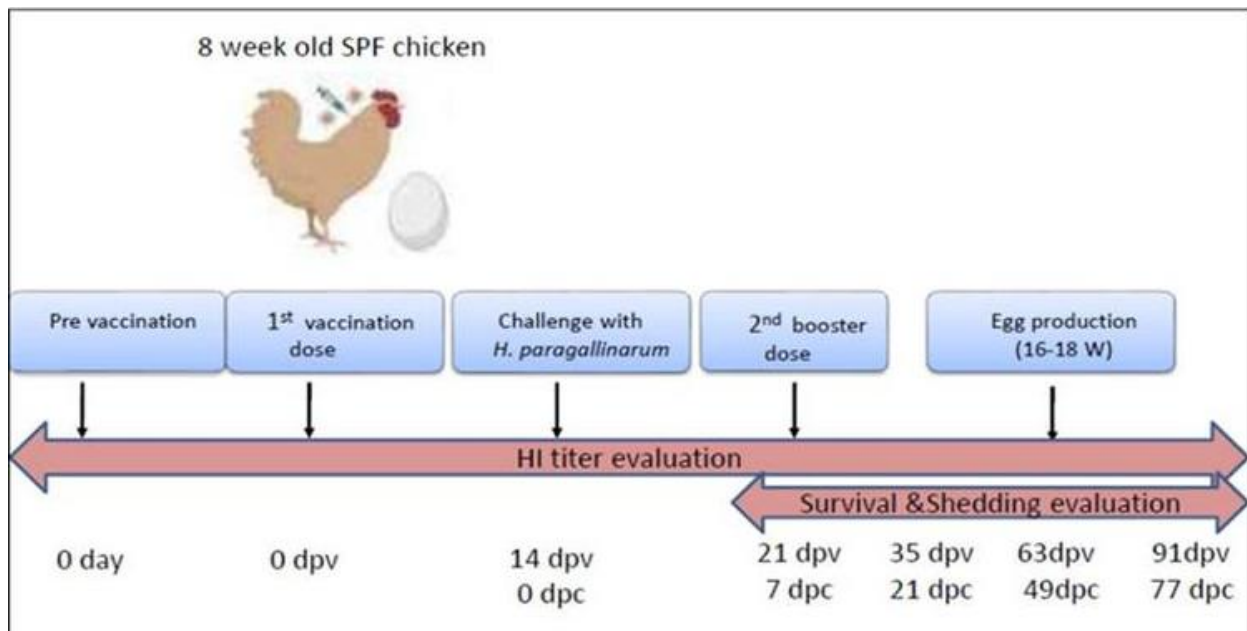 8 week old SPF chicken
Pre vaccination
1st vaccination
dose
Challenge with
H. paragallinarum
2nd booster
dose
Egg production
(16-18 W)
HI titer evaluation
Survival &Shedding evaluation
0 day
0 dpv
14 dpv
0 dpc
21 dpv
7 dpc
35 dpv
21 dpc
63dpv
49dpc
91dpv
77 dpc